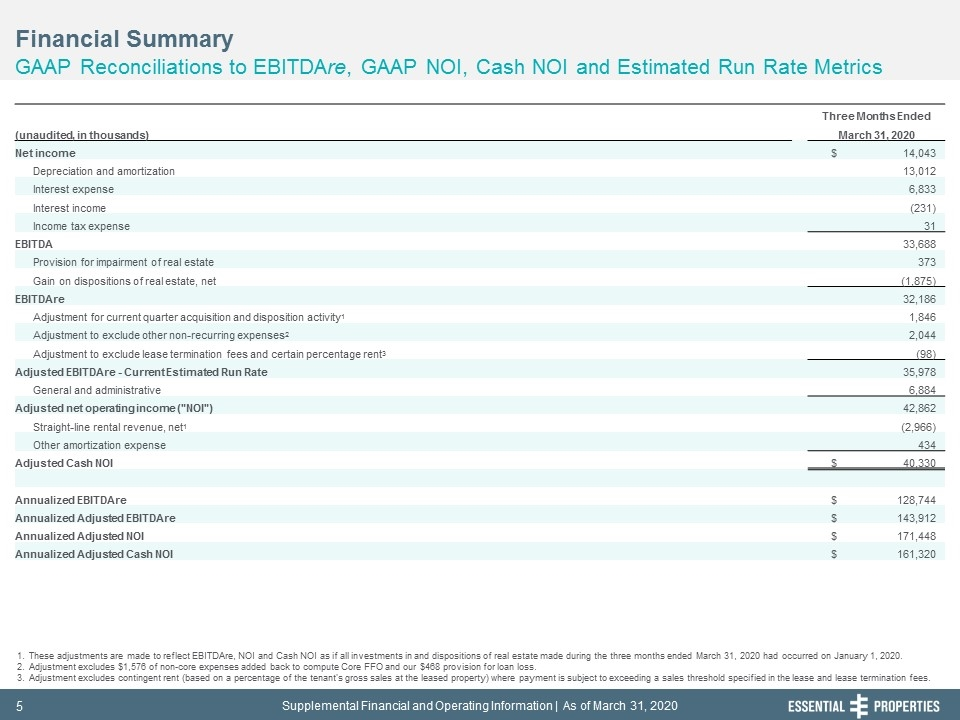 Financial Summary
GAAP Reconciliations to EBITDAre, GAAP NOI, Cash NOI and Estimated Run Rate Metrics
Three Months Ended
(unaudited, in thousands) March 31, 2020
Net income $ 14,043
Depreciation and amortization 13,012
Interest expense 6,833
Interest income (231)
Income tax expense 31
EBITDA 33,688
Provision for impairment of real estate 373
Gain on dispositions of real estate, net (1,875)
EBITDAre 32,186
Adjustment for current quarter acquisition and disposition activity1 1,846
Adjustment to exclude other non-recurring expenses2 2,044
Adjustment to exclude lease termination fees and certain percentage rent3 (98)
Adjusted EBITDAre - Current Estimated Run Rate 35,978
General and administrative 6,884
Adjusted net operating income ("NOI") 42,862
Straight-line rental revenue, net1 (2,966)
Other amortization expense 434
Adjusted Cash NOI $ 40,330
Annualized EBITDAre $ 128,744
Annualized Adjusted EBITDAre $ 143,912
Annualized Adjusted NOI $ 171,448
Annualized Adjusted Cash NOI $ 161,320
1. These adjustments are made to reflect EBITDAre, NOI and Cash NOI as if all investments in and dispositions of real estate made during the three months ended March 31, 2020 had occurred on January 1, 2020.
2. Adjustment excludes $1,576 of non-core expenses added back to compute Core FFO and our $468 provision for loan loss.
3. Adjustment excludes contingent rent (based on a percentage of the tenant's gross sales at the leased property) where payment is subject to exceeding a sales threshold specified in the lease and lease termination fees.
5 Supplemental Financial and Operating Information | As of March 31, 2020 ESSENTIAL PROPERTIES